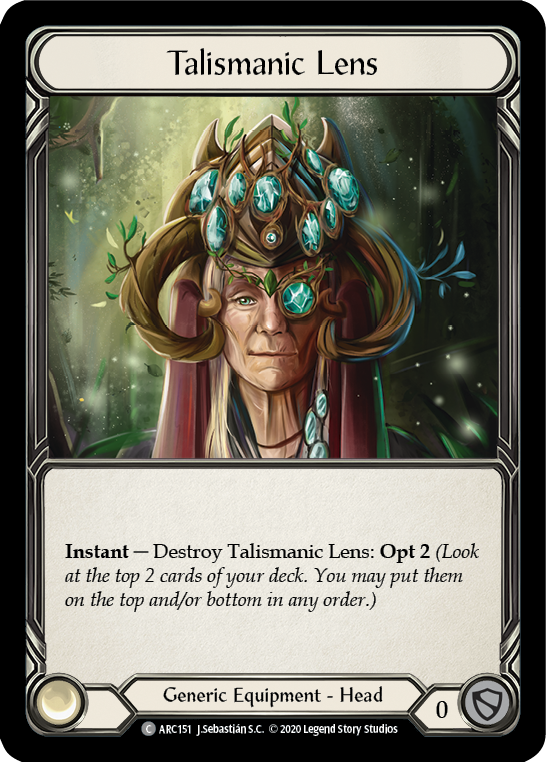 Talismanic Lens
Instant — Destroy Talismanic Lens: Opt 2 (Look
at the top 2 cards of your deck. You may put them
on the top and/or bottom in any order.)
Generic Equipment - Head
0
C ARC151 J.Sebastián S.C. © 2020 Legend Story Studios